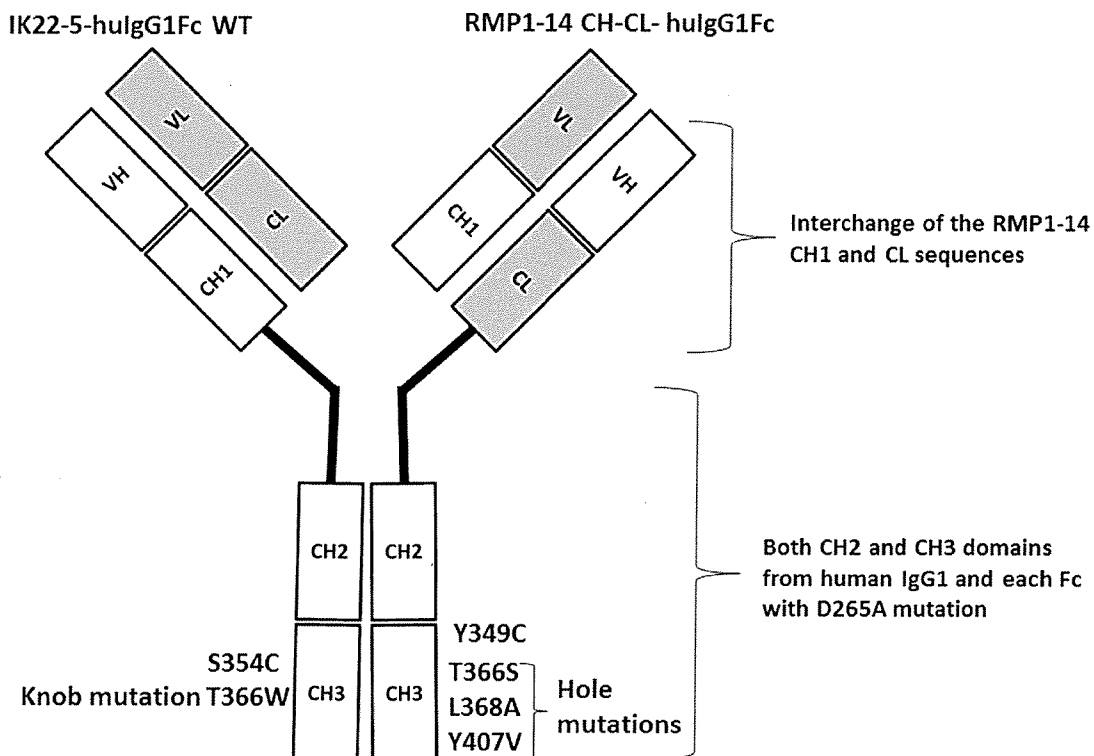 IK22-5-huIgG1Fc WT
RMP1-14 CH-CL- huIgG1Fc
VL
VH
CL
CH1
VL
VH
CH1
CL
Interchange of the RMP1-14
CH1 and CL sequences
CH2
CH2
Both CH2 and CH3 domains
from human IgG1 and each Fc
with D265A mutation
S354C
Knob mutation T366W
CH3
CH3
Y349C
T366S
L368A
Y407V
Hole
mutations